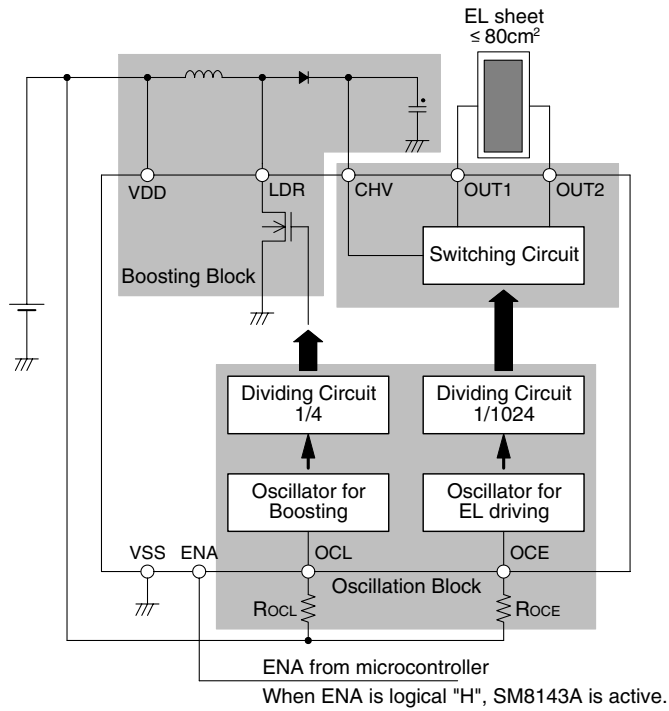 EL sheet
≤ 80cm²
VDD
LDR
CHV
OUT1
OUT2
Boosting Block
Switching Circuit
Dividing Circuit
1/4
Dividing Circuit
1/1024
Oscillator for
Boosting
Oscillator for
EL driving
VSS
ENA
OCL
OCE
Oscillation Block
ROCL
ROCE
ENA from microcontroller
When ENA is logical "H", SM8143A is active.